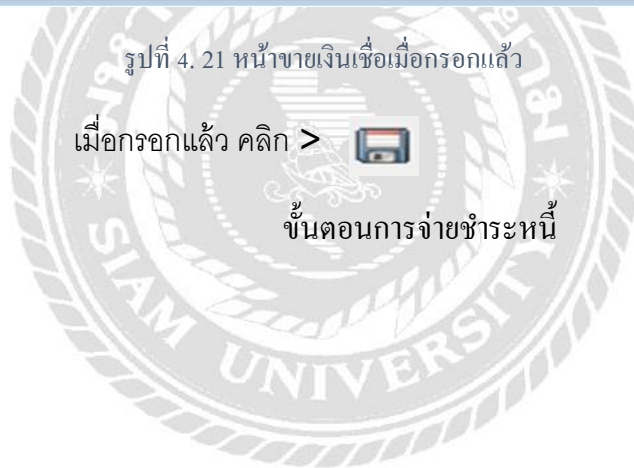 รูปที่ 4. 21 หน้าขายเงินเชื่อเมื่อกรอกแล้ว
เมื่อกรอกแล้ว คลิก >
ขั้นตอนการจ่ายชำระหนี้
SIAM UNIVERSITY